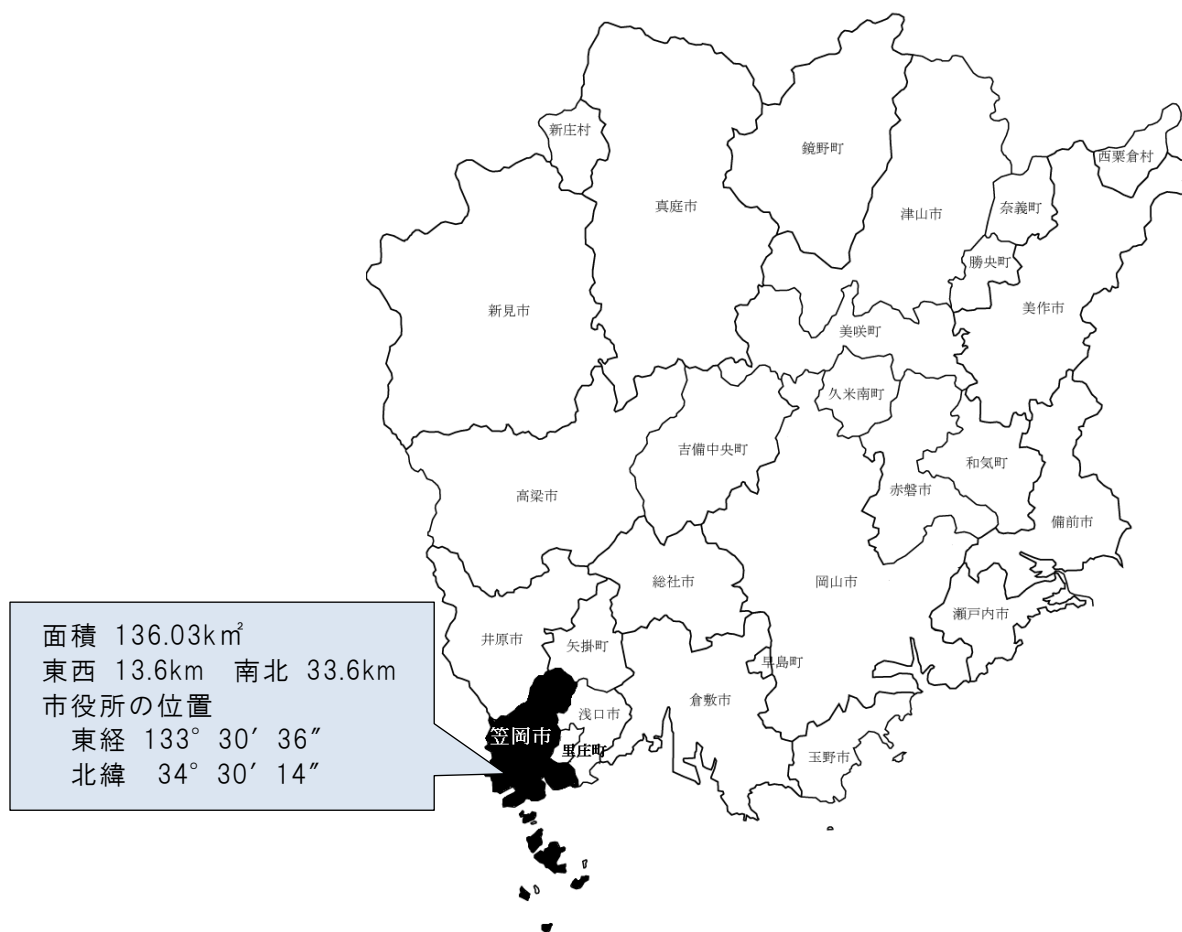 新庄村
鏡野町
西粟倉村
真庭市
津山市
奈義町
勝央町
新見市
美作市
美咲町
久米南町
吉備中央町
和気町
高梁市
赤磐市
備前市
総社市
岡山市
瀬戸内市
井原市
矢掛町
早島町
倉敷市
浅口市
笠岡市
里庄町
玉野市
面積 136.03k㎡
東西 13.6km 南北 33.6km
市役所の位置
東経 133° 30′ 36″
北緯 34° 30′ 14″